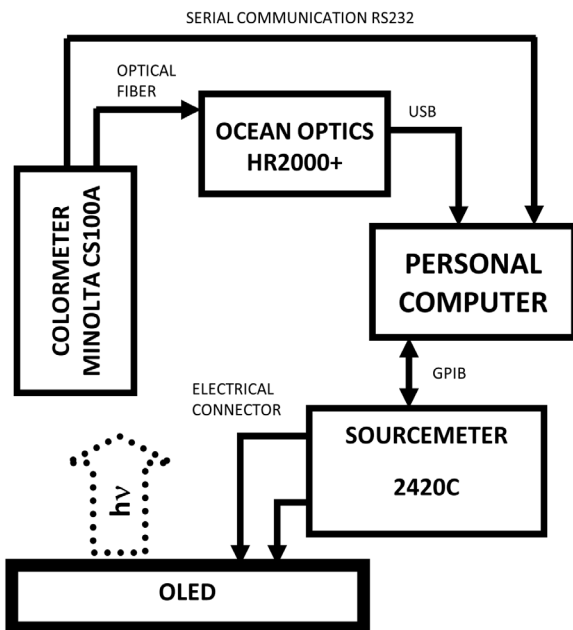 SERIAL COMMUNICATION RS232
OPTICAL
FIBER
OCEAN OPTICS
HR2000+
USB
COLORMETER
MINOLTA CS100A
PERSONAL
COMPUTER
GPIB
ELECTRICAL
CONNECTOR
SOURCEMETER
2420C
hν
OLED